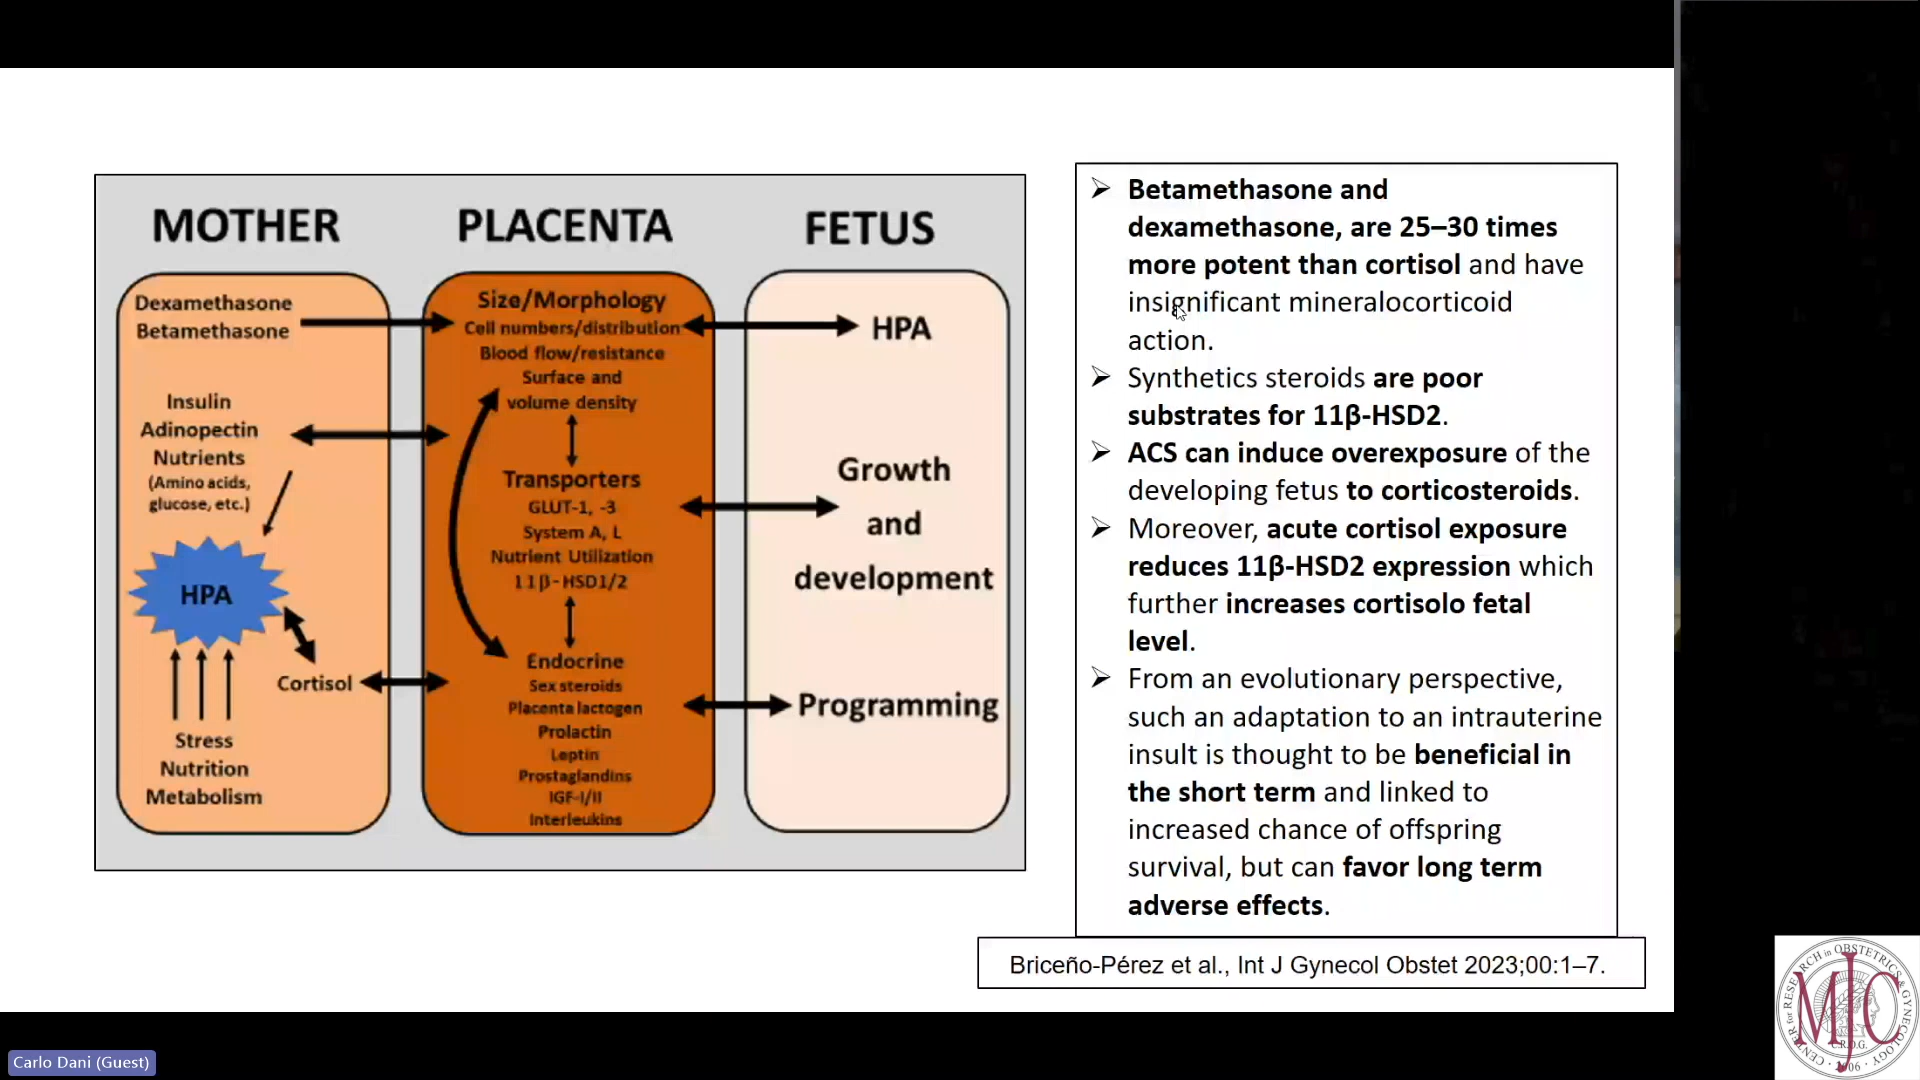 MOTHER
PLACENTA
FETUS
Dexamethasone
Betamethasone
Insulin
Adinopectin
Nutrients
(Amino acids,
glucose, etc.)
HPA
Cortisol
Stress
Nutrition
Metabolism
Size/Morphology
Cell numbers/distribution
Blood flow/resistance
Surface and
volume density
Transporters
GLUT-1, -3
System A, L
Nutrient Utilization
11β-HSD1/2
Endocrine
Sex steroids
Placenta lactogen
Prolactin
Leptin
Prostaglandins
IGF-I/II
Interleukins
HPA
Growth
and
development
Programming
➢ Betamethasone and
dexamethasone, are 25–30 times
more potent than cortisol and have
insignificant mineralocorticoid
action.
➢ Synthetics steroids are poor
substrates for 11β-HSD2.
➢ ACS can induce overexposure of the
developing fetus to corticosteroids.
➢ Moreover, acute cortisol exposure
reduces 11β-HSD2 expression which
further increases cortisolo fetal
level.
➢ From an evolutionary perspective,
such an adaptation to an intrauterine
insult is thought to be beneficial in
the short term and linked to
increased chance of offspring
survival, but can favor long term
adverse effects.
Briceño-Pérez et al., Int J Gynecol Obstet 2023;00:1–7.
Carlo Dani (Guest)
CENTER for RESEARCH in OBSTETRICS & GYNECOLOGY
MJC
C.R.O.G.
2006